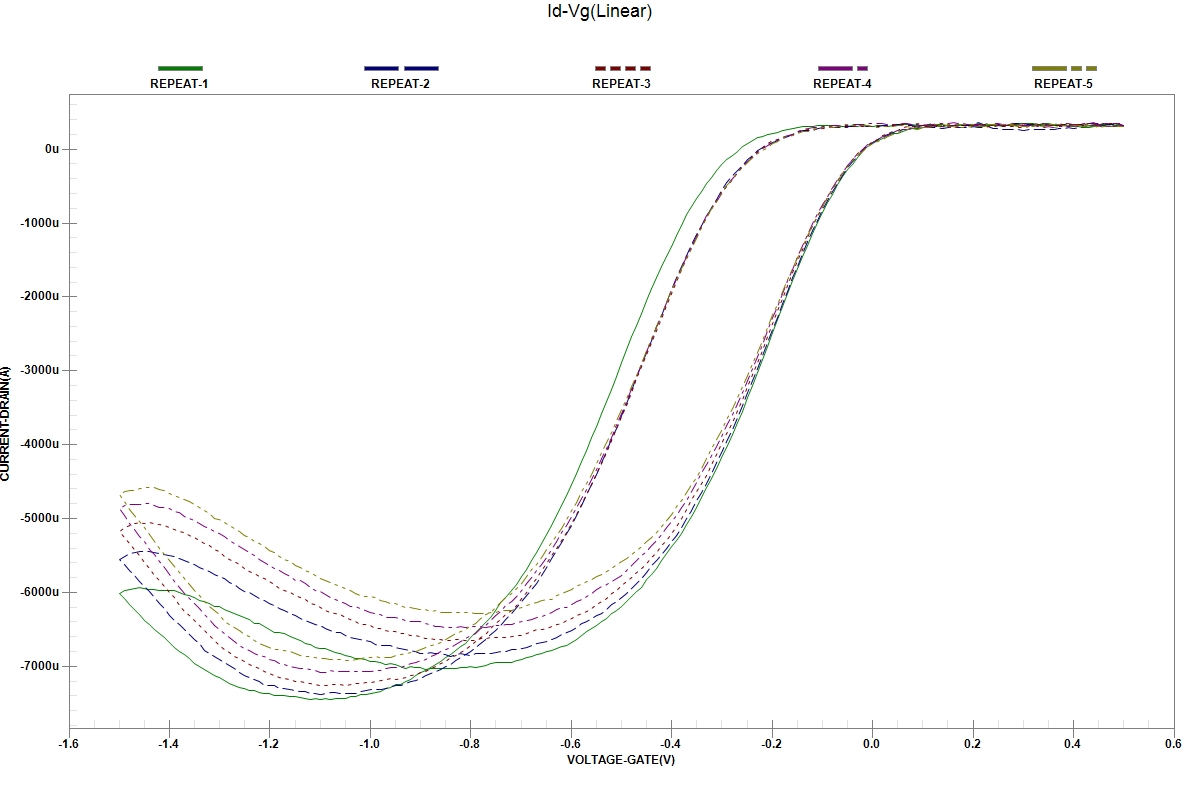 Id-Vg(Linear)
REPEAT-1 REPEAT-2 REPEAT-3 REPEAT-4 REPEAT-5
0u
-1000u
-2000u
-3000u
-4000u
-5000u
-6000u
-7000u
CURRENT-DRAIN(A)
-1.6 -1.4 -1.2 -1.0 -0.8 -0.6 -0.4 -0.2 0.0 0.2 0.4 0.6
VOLTAGE-GATE(V)